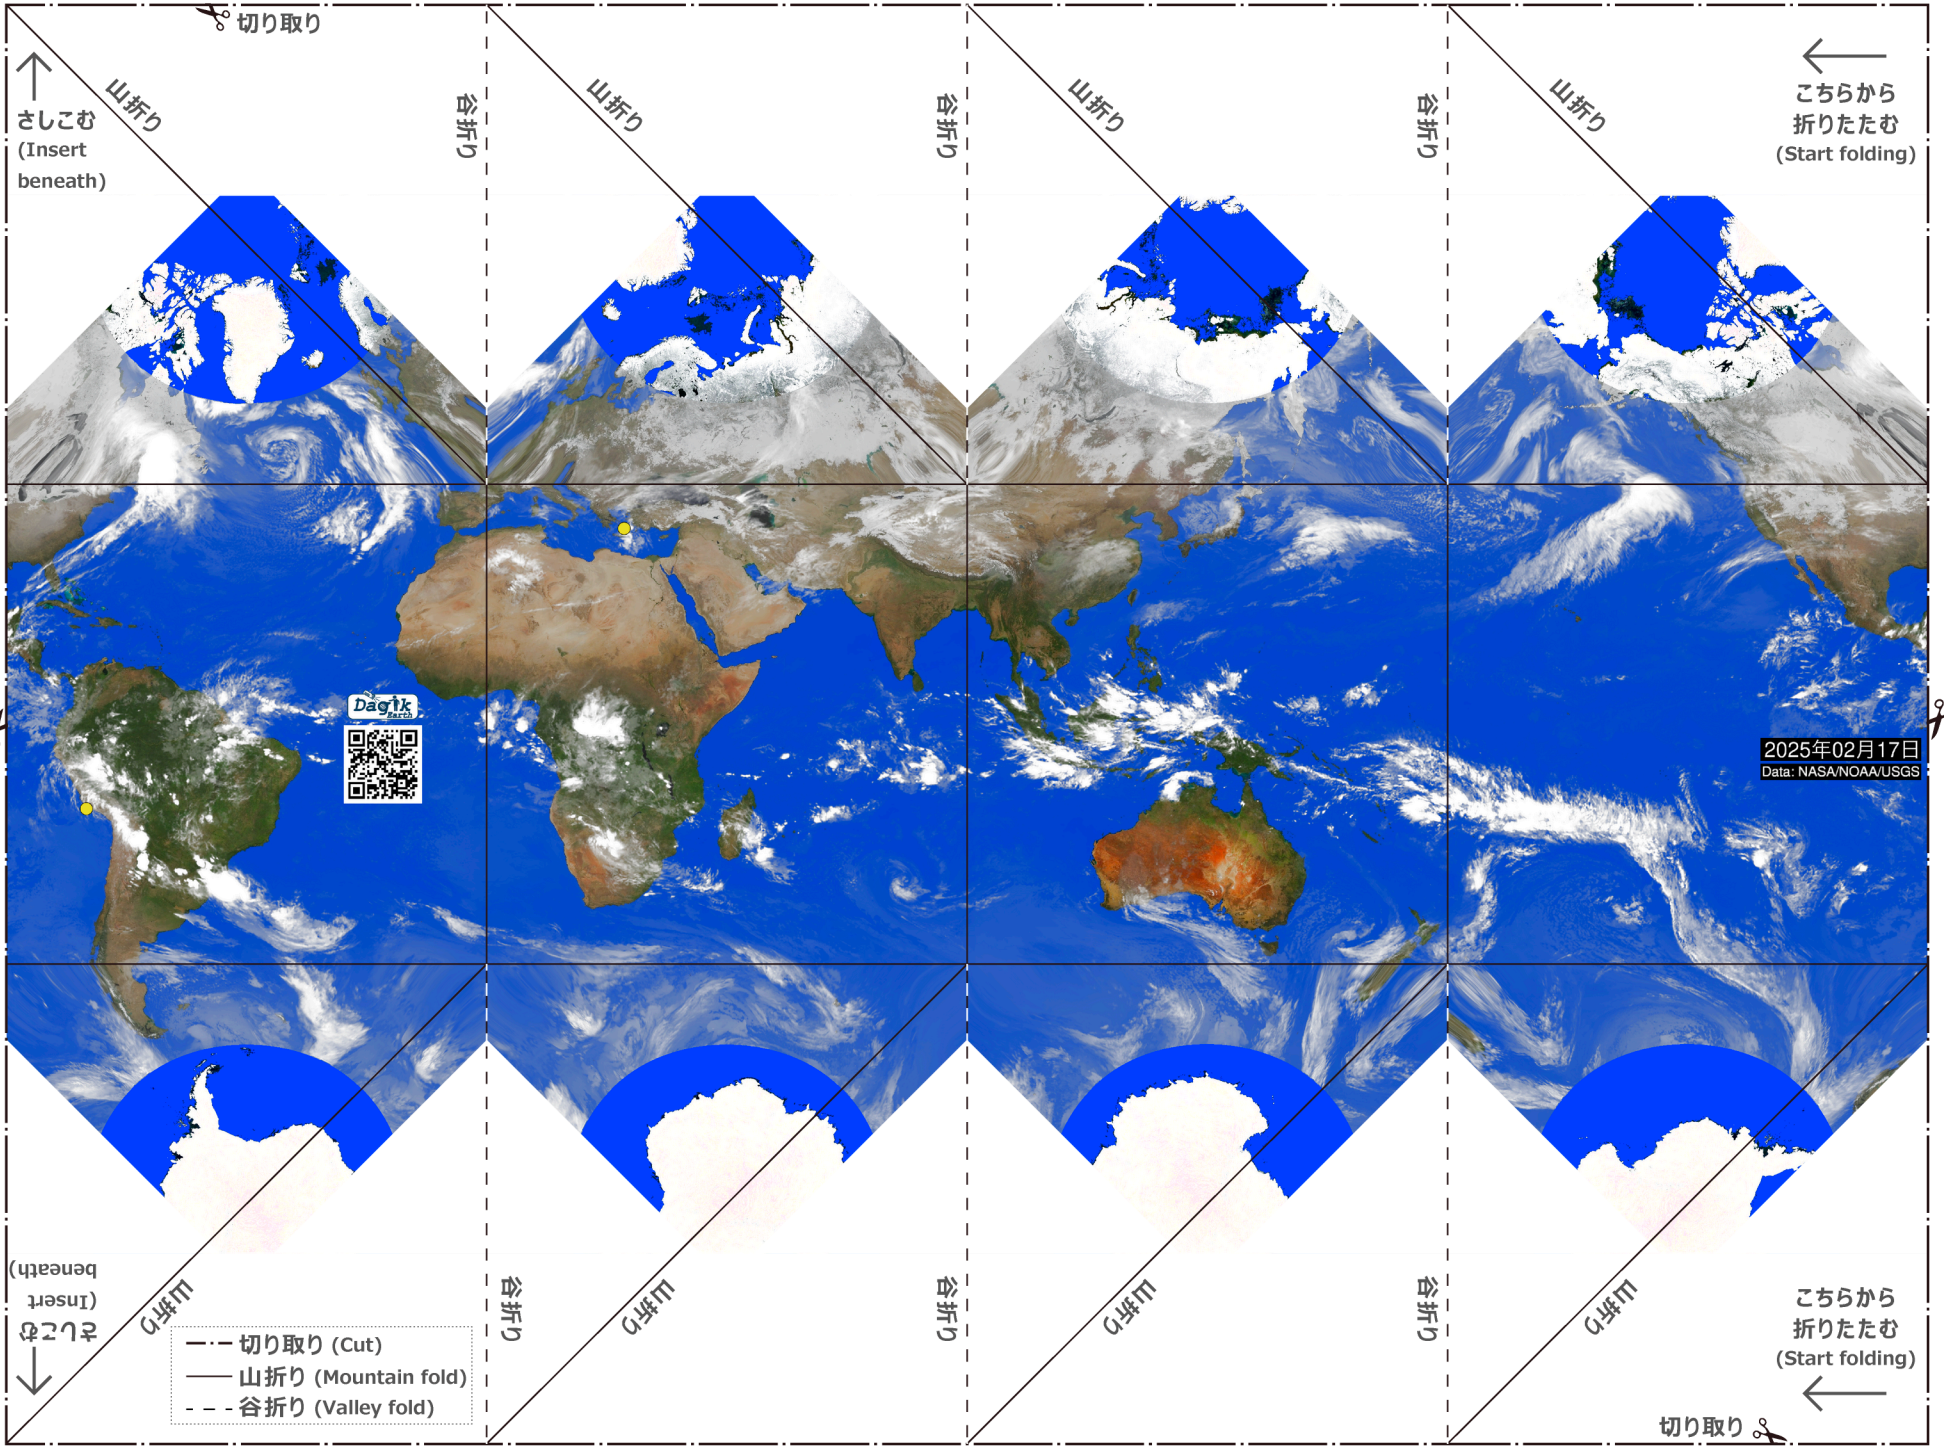 切り取り
山折り
谷折り
山折り
谷折り
山折り
谷折り
山折り
さしこむ
(Insert
beneath)
こちらから
折りたたむ
(Start folding)
Dagik
Earth
2025年02月17日
Data: NASA/NOAA/USGS
さしこむ
(Insert
beneath)
山折り
谷折り
山折り
谷折り
山折り
谷折り
山折り
こちらから
折りたたむ
(Start folding)
切り取り (Cut)
山折り (Mountain fold)
谷折り (Valley fold)
切り取り